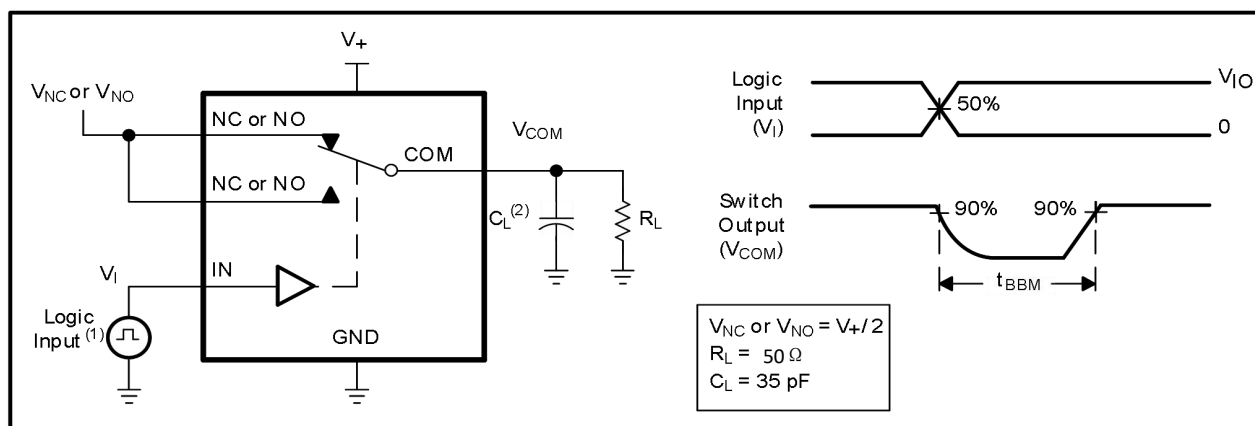 V+
VNC or VNO
NC or NO
VCOM
COM
NC or NO
CL(2)
RL
VI
IN
Logic
Input(1)
GND
Logic
Input
(VI)
50%
VIO
0
Switch
Output
(VCOM)
90%
90%
tBBM
VNC or VNO = V+/2
RL = 50 Ω
CL = 35 pF